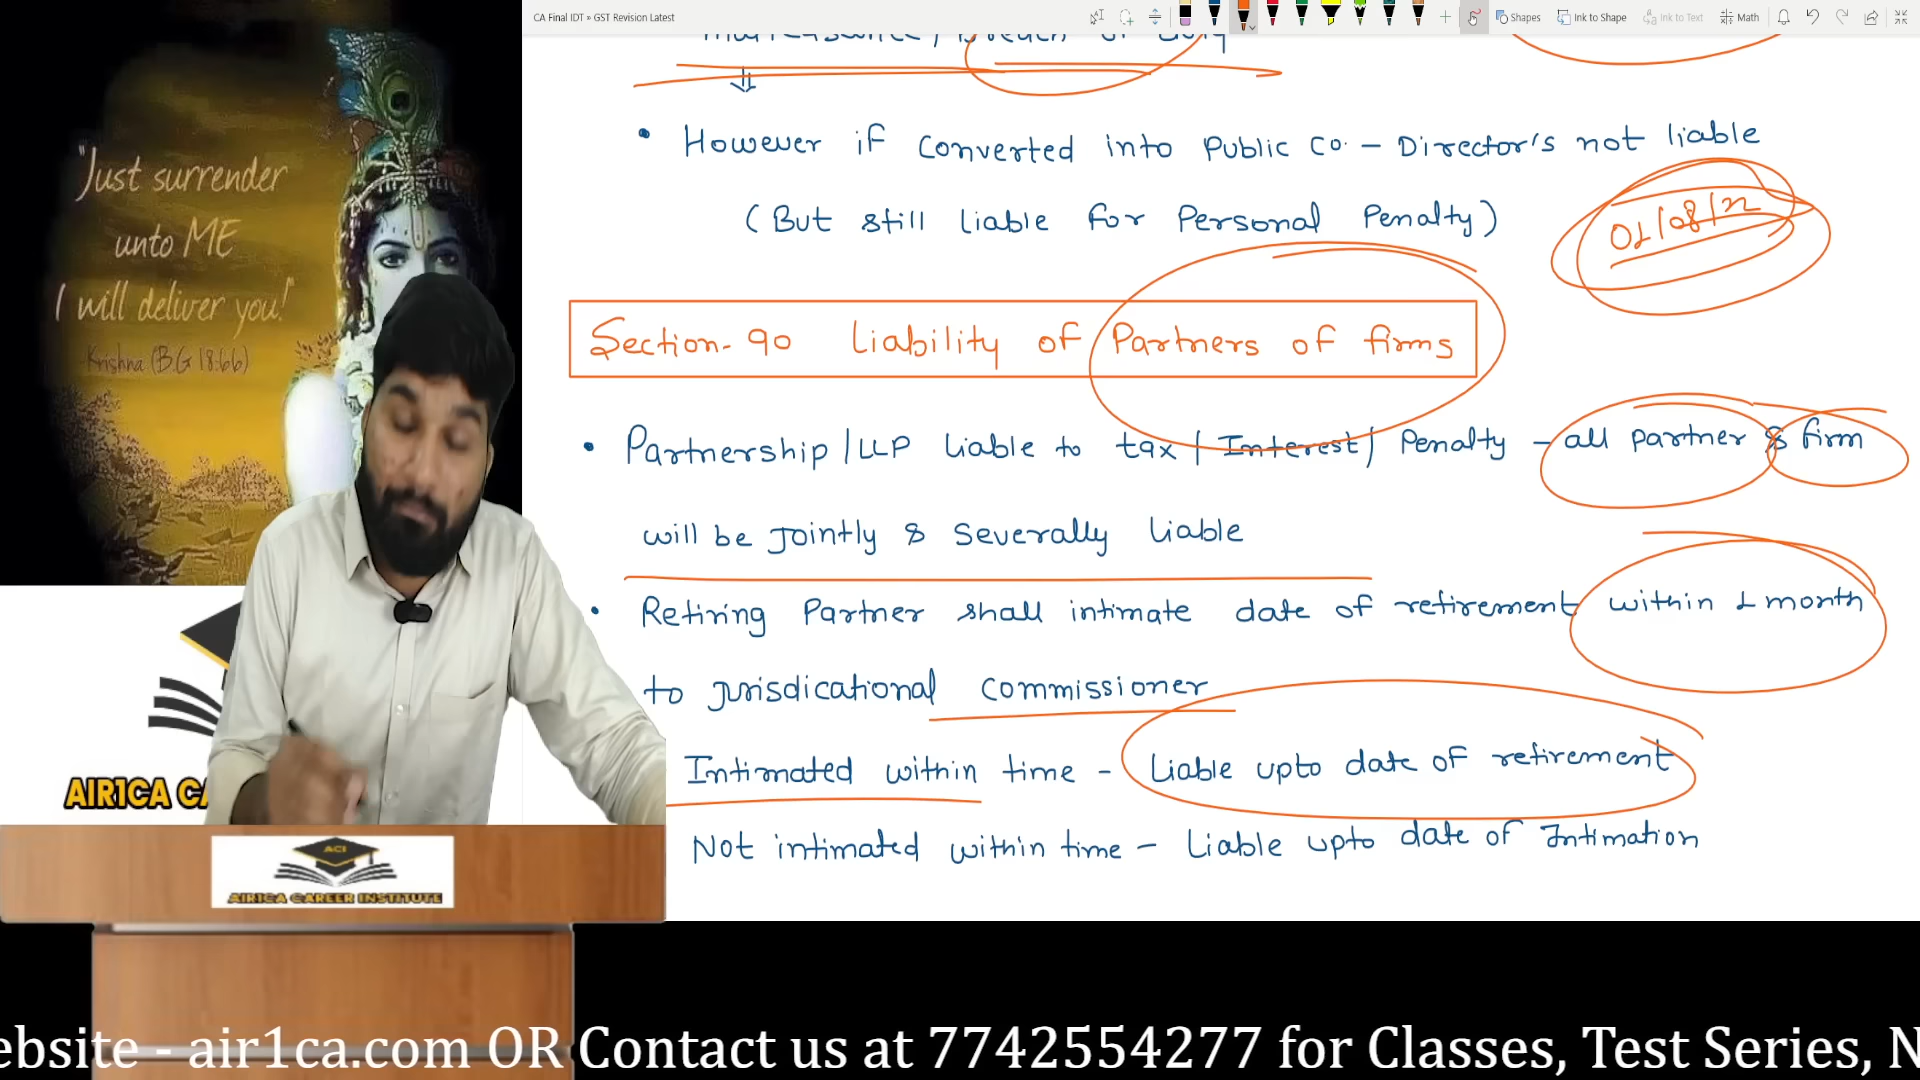 CA Final IDT » GST Revision Latest
Shapes
Ink to Shape
Ink to Text
Math
Breach of Duty
• However if converted into Public Co. – Director's not liable
(But still liable for Personal Penalty)
01/08/22
Section-90 Liability of Partners of firms
• Partnership/LLP liable to tax/Interest/Penalty – all partner & firm
will be Jointly & Severally liable
• Retiring Partner shall intimate date of retirement within 1 month
to jurisdicational commissioner
Intimated within time – Liable upto date of retirement
Not intimated within time – Liable upto date of Intimation
"Just surrender
unto ME
I will deliver you!"
-Krishna (B.G 18:66)
AIR1CA CA
ACI
AIR1CA CAREER INSTITUTE
ebsite - air1ca.com OR Contact us at 7742554277 for Classes, Test Series, N